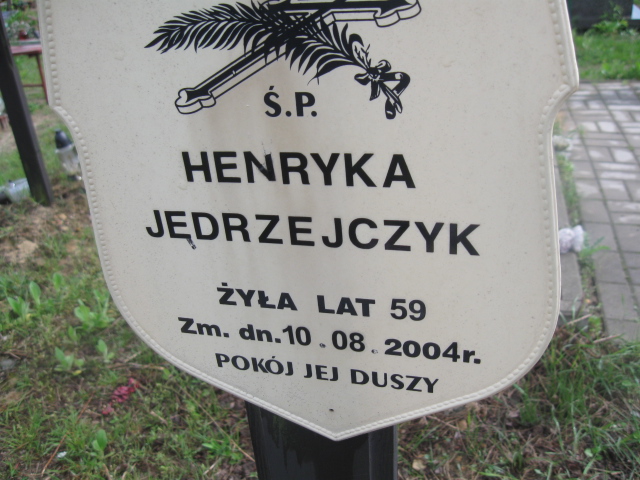 Ś.P.
HENRYKA
JĘDRZEJCZYK
ŻYŁA LAT 59
Zm. dn. 10.08.2004r.
POKÓJ JEJ DUSZY